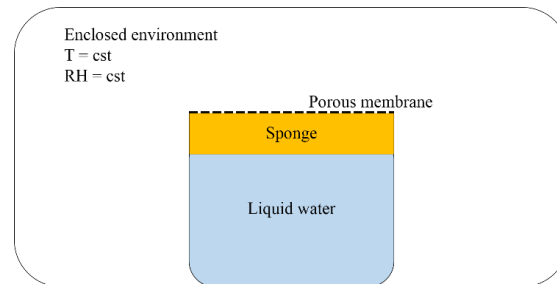 Enclosed environment
T = cst
RH = cst
Porous membrane
Sponge
Liquid water